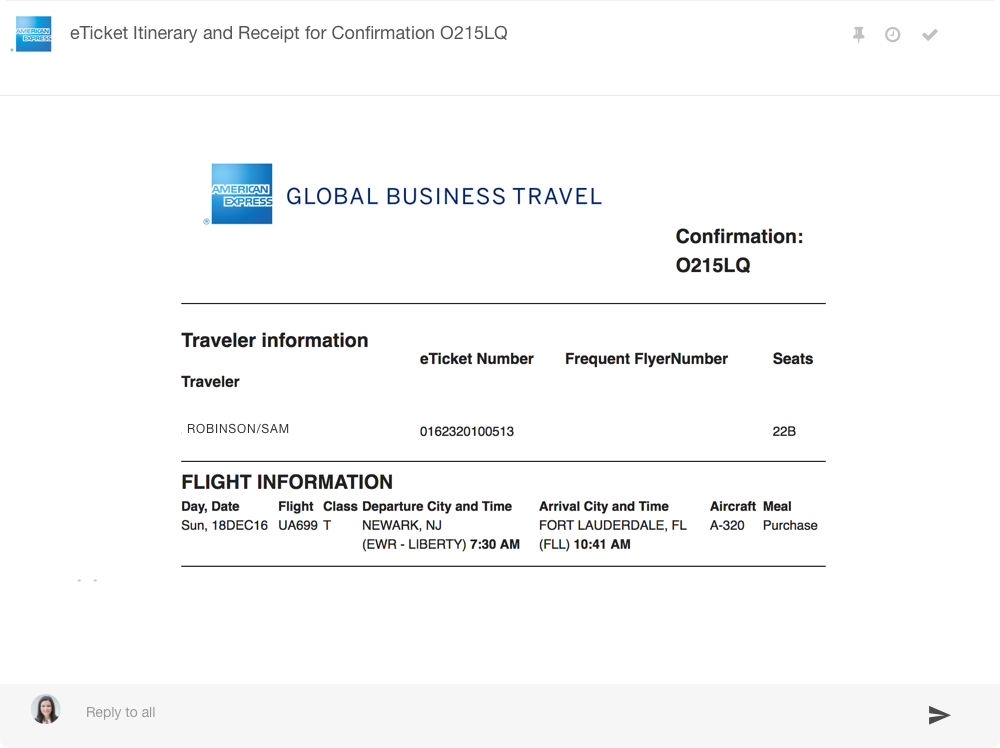 AMERICAN
EXPRESS
eTicket Itinerary and Receipt for Confirmation O215LQ
AMERICAN
EXPRESS
®
GLOBAL BUSINESS TRAVEL
Confirmation:
O215LQ
Traveler information
eTicket Number Frequent FlyerNumber Seats
Traveler
ROBINSON/SAM 0162320100513 22B
FLIGHT INFORMATION
Day, Date Flight Class Departure City and Time Arrival City and Time Aircraft Meal
Sun, 18DEC16 UA699 T NEWARK, NJ FORT LAUDERDALE, FL A-320 Purchase
(EWR - LIBERTY) 7:30 AM (FLL) 10:41 AM
Reply to all